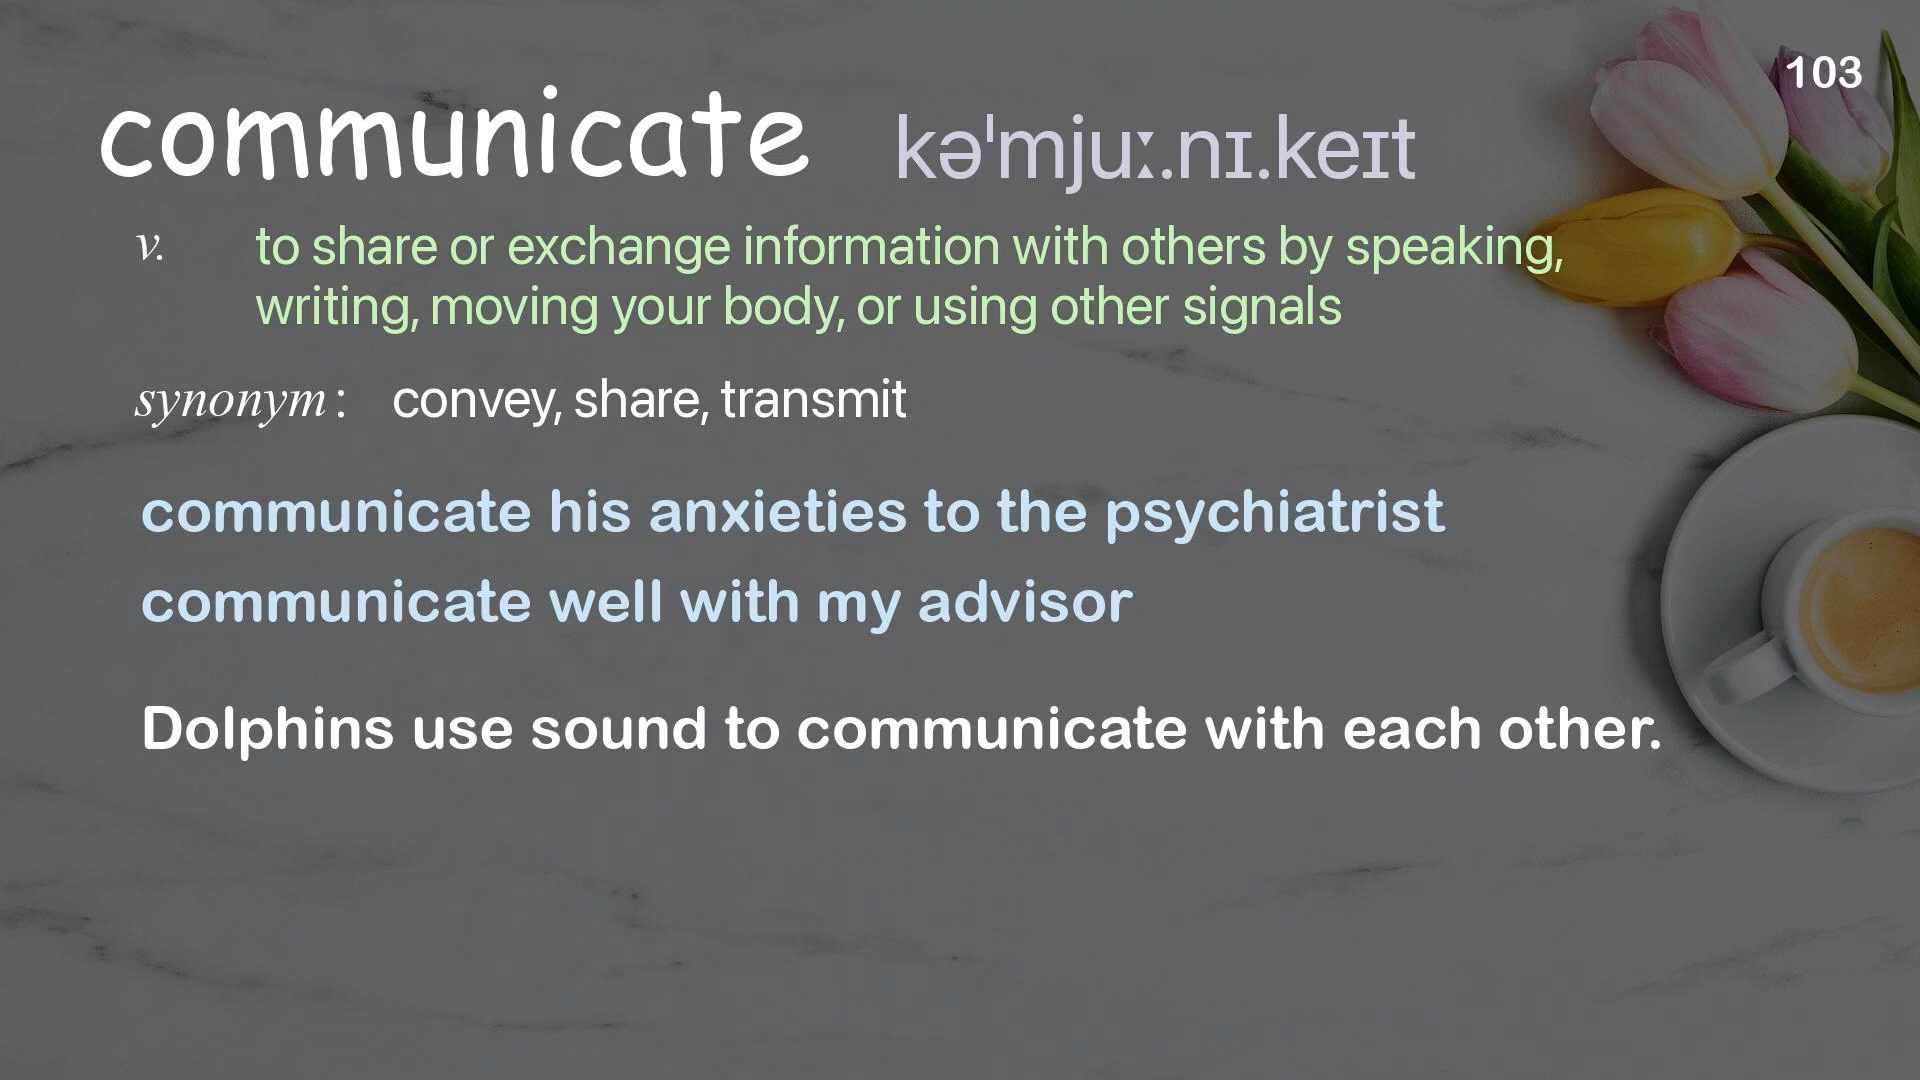 103
communicate kəˈmjuː.nɪ.keɪt
v. to share or exchange information with others by speaking,
writing, moving your body, or using other signals
synonym: convey, share, transmit
communicate his anxieties to the psychiatrist
communicate well with my advisor
Dolphins use sound to communicate with each other.